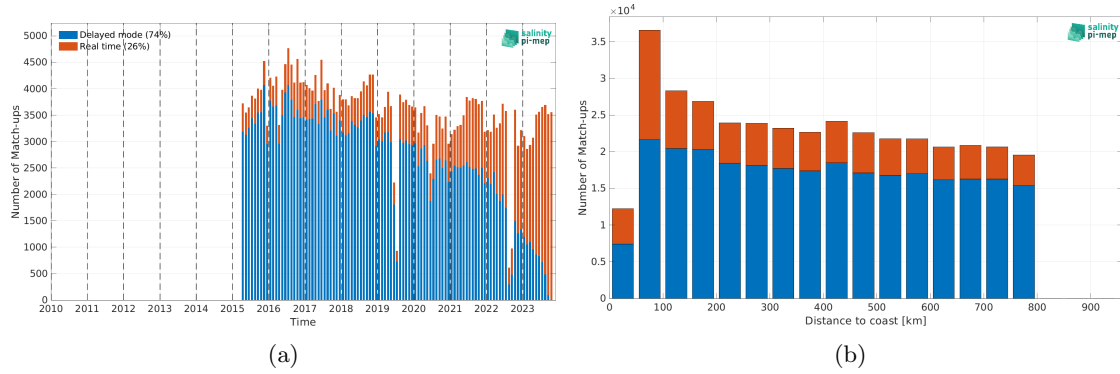 Delayed mode (74%)
Real time (26%)
salinity
pi-mep
Number of Match-ups
5000
4500
4000
3500
3000
2500
2000
1500
1000
500
0
2010 2011 2012 2013 2014 2015 2016 2017 2018 2019 2020 2021 2022 2023
Time
(a)
×10⁴
salinity
pi-mep
Number of Match-ups
3.5
3
2.5
2
1.5
1
0.5
0
0 100 200 300 400 500 600 700 800 900
Distance to coast [km]
(b)